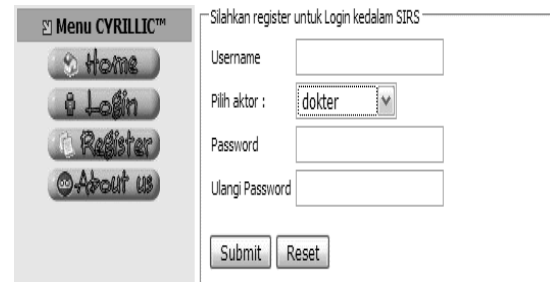 Menu CYRILLIC™
Home
Login
Register
About us
Silahkan register untuk Login kedalam SIRS
Username
Pilih aktor : dokter
Password
Ulangi Password
Submit Reset